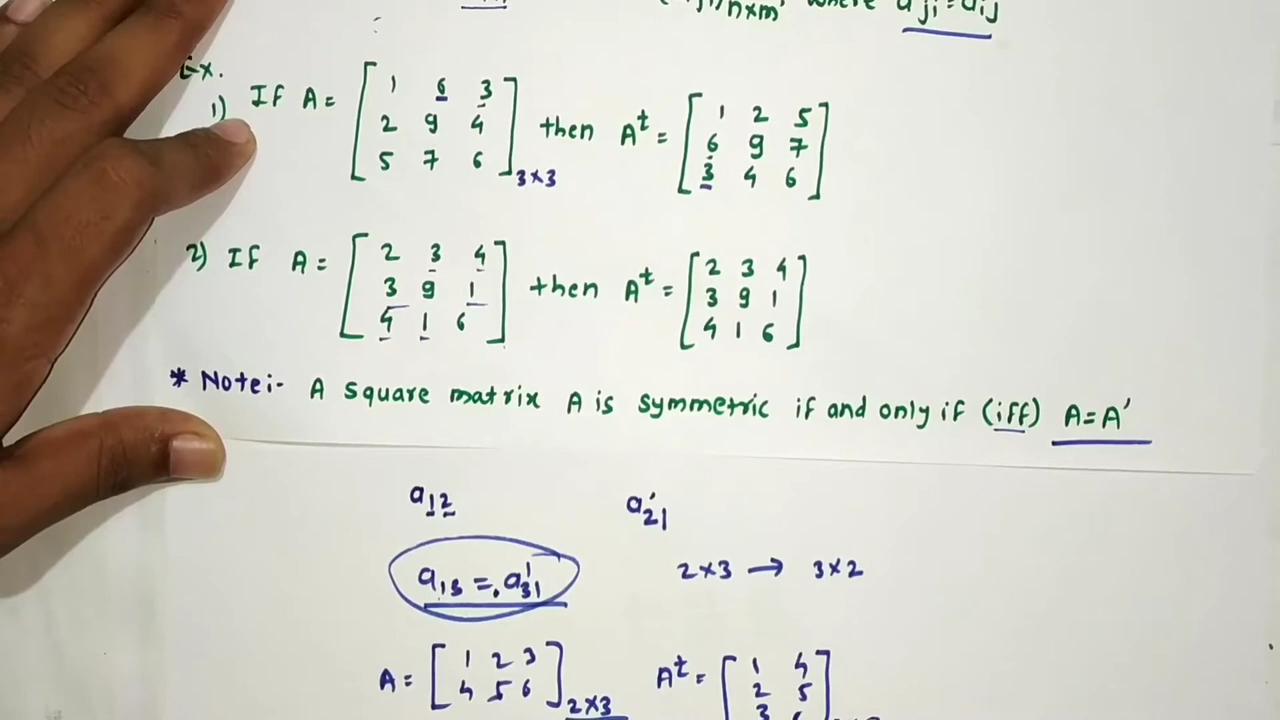 n×m, where aji = aij
Ex.
1) If A = [ 1 6 3
2 9 4
5 7 6 ] 3×3 then Aᵗ = [ 1 2 5
6 9 7
3 4 6 ]
2) If A = [ 2 3 4
3 9 1
4 1 6 ] then Aᵗ = [ 2 3 4
3 9 1
4 1 6 ]
* Note:- A square matrix A is symmetric if and only if (iff) A = A'
a12 a'21
a13 = a'31 2×3 → 3×2
A = [ 1 2 3
4 5 6 ] 2×3 Aᵗ = [ 1 4
2 5
3